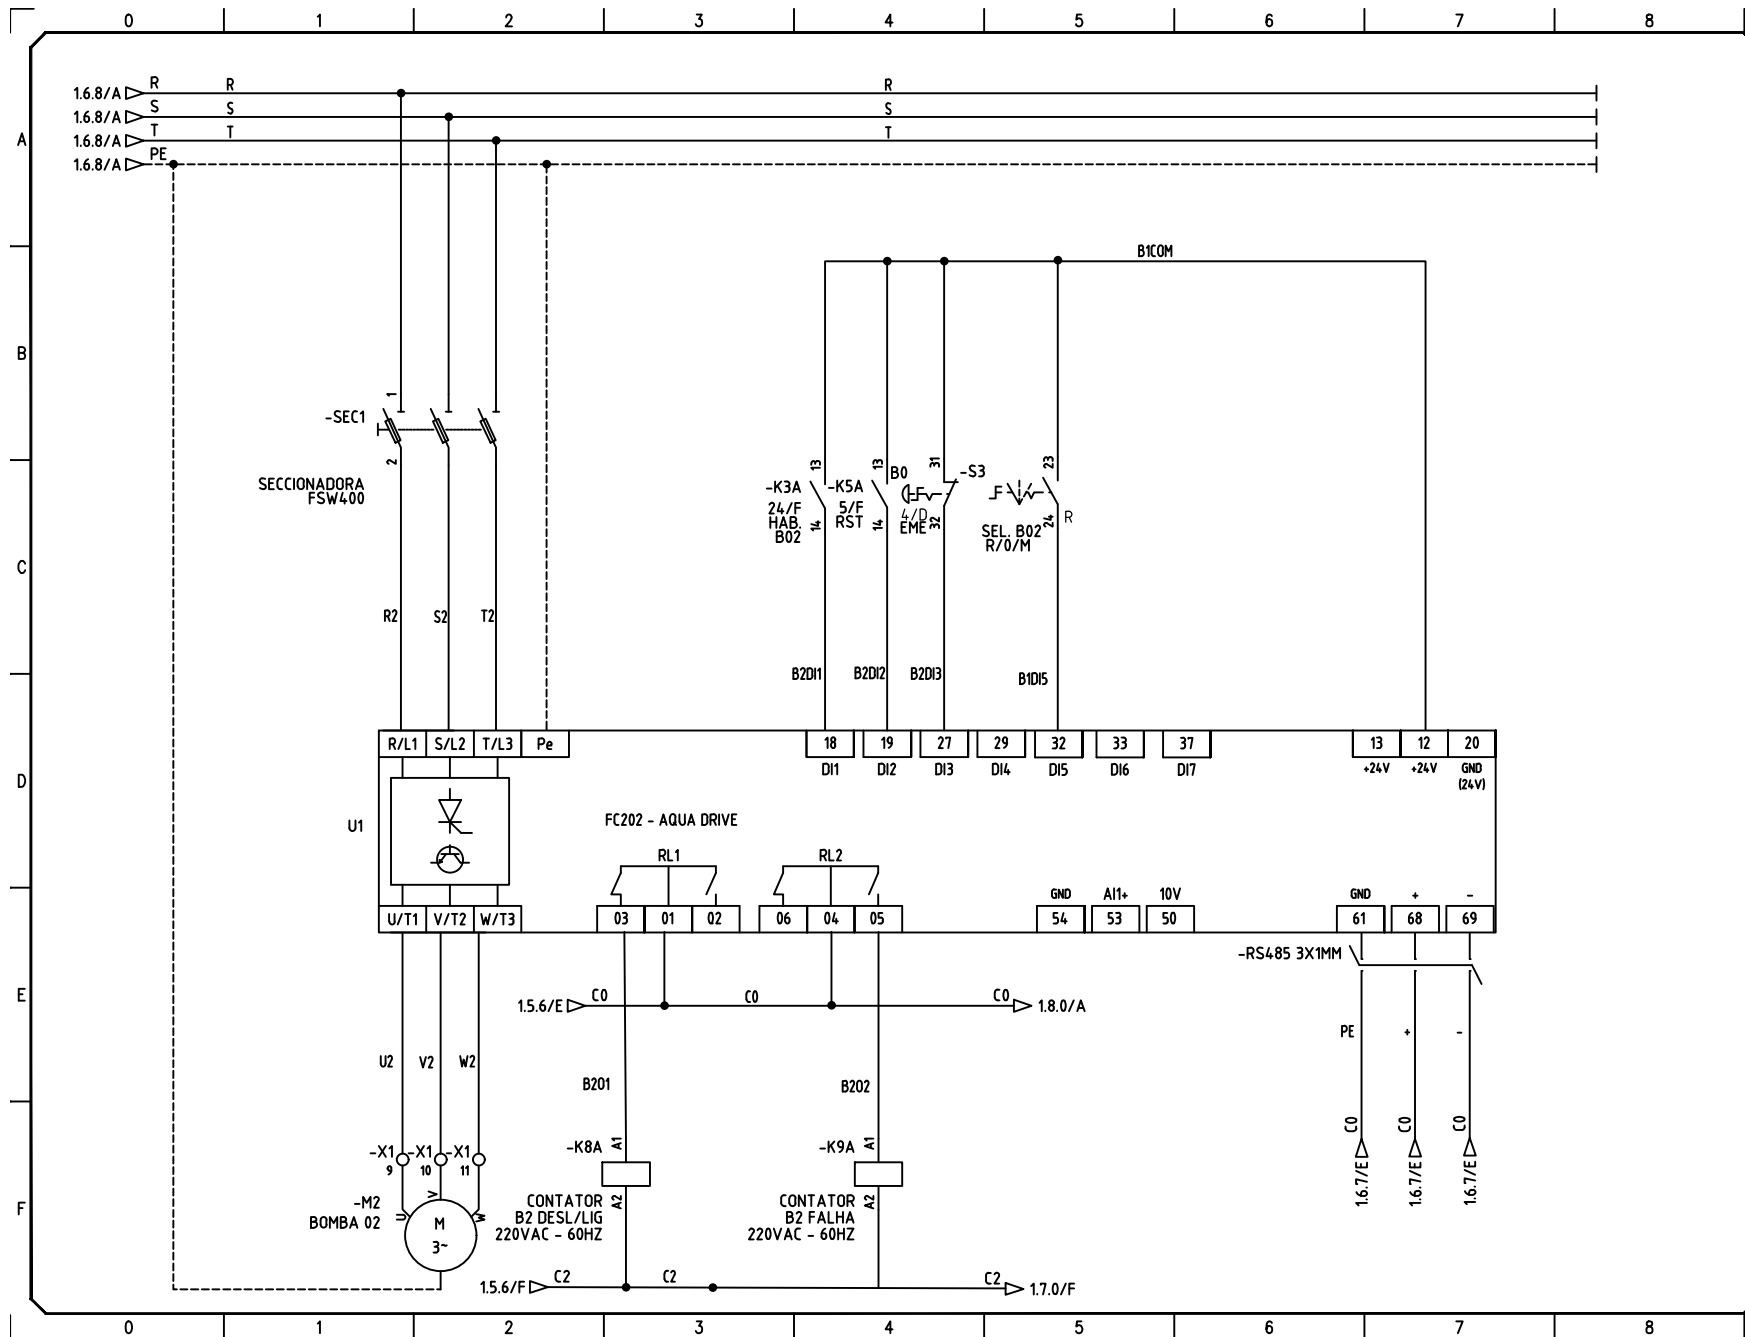 0 1 2 3 4 5 6 7 8
A
B
C
D
E
F
1.6.8/A R R R
1.6.8/A S S S
1.6.8/A T T T
1.6.8/A PE
B1COM
1
-SEC1
2
SECCIONADORA
FSW400
13 13 B0 31 -S3 23
-K3A -K5A
24/F 5/F 4/D
HAB. RST EME
B02
14 14 32 24 R
SEL. B02
R/0/M
R2 S2 T2
B2DI1 B2DI2 B2DI3 B1DI5
R/L1 S/L2 T/L3 Pe 18 19 27 29 32 33 37 13 12 20
DI1 DI2 DI3 DI4 DI5 DI6 DI7 +24V +24V GND
(24V)
U1
FC202 - AQUA DRIVE
RL1 RL2
GND AI1+ 10V GND + -
U/T1 V/T2 W/T3 03 01 02 06 04 05 54 53 50 61 68 69
-RS485 3X1MM
1.5.6/E C0 C0 C0 1.8.0/A
PE + -
U2 V2 W2
B201 B202
C0 C0 C0
1.6.7/E 1.6.7/E 1.6.7/E
-X1 -X1 -X1
9 10 11
-K8A A1 -K9A A1
-M2
BOMBA 02
U V W
M
3~
CONTATOR
B2 DESL/LIG
220VAC - 60HZ
A2
CONTATOR
B2 FALHA
220VAC - 60HZ
A2
1.5.6/F C2 C2 C2 1.7.0/F
0 1 2 3 4 5 6 7 8